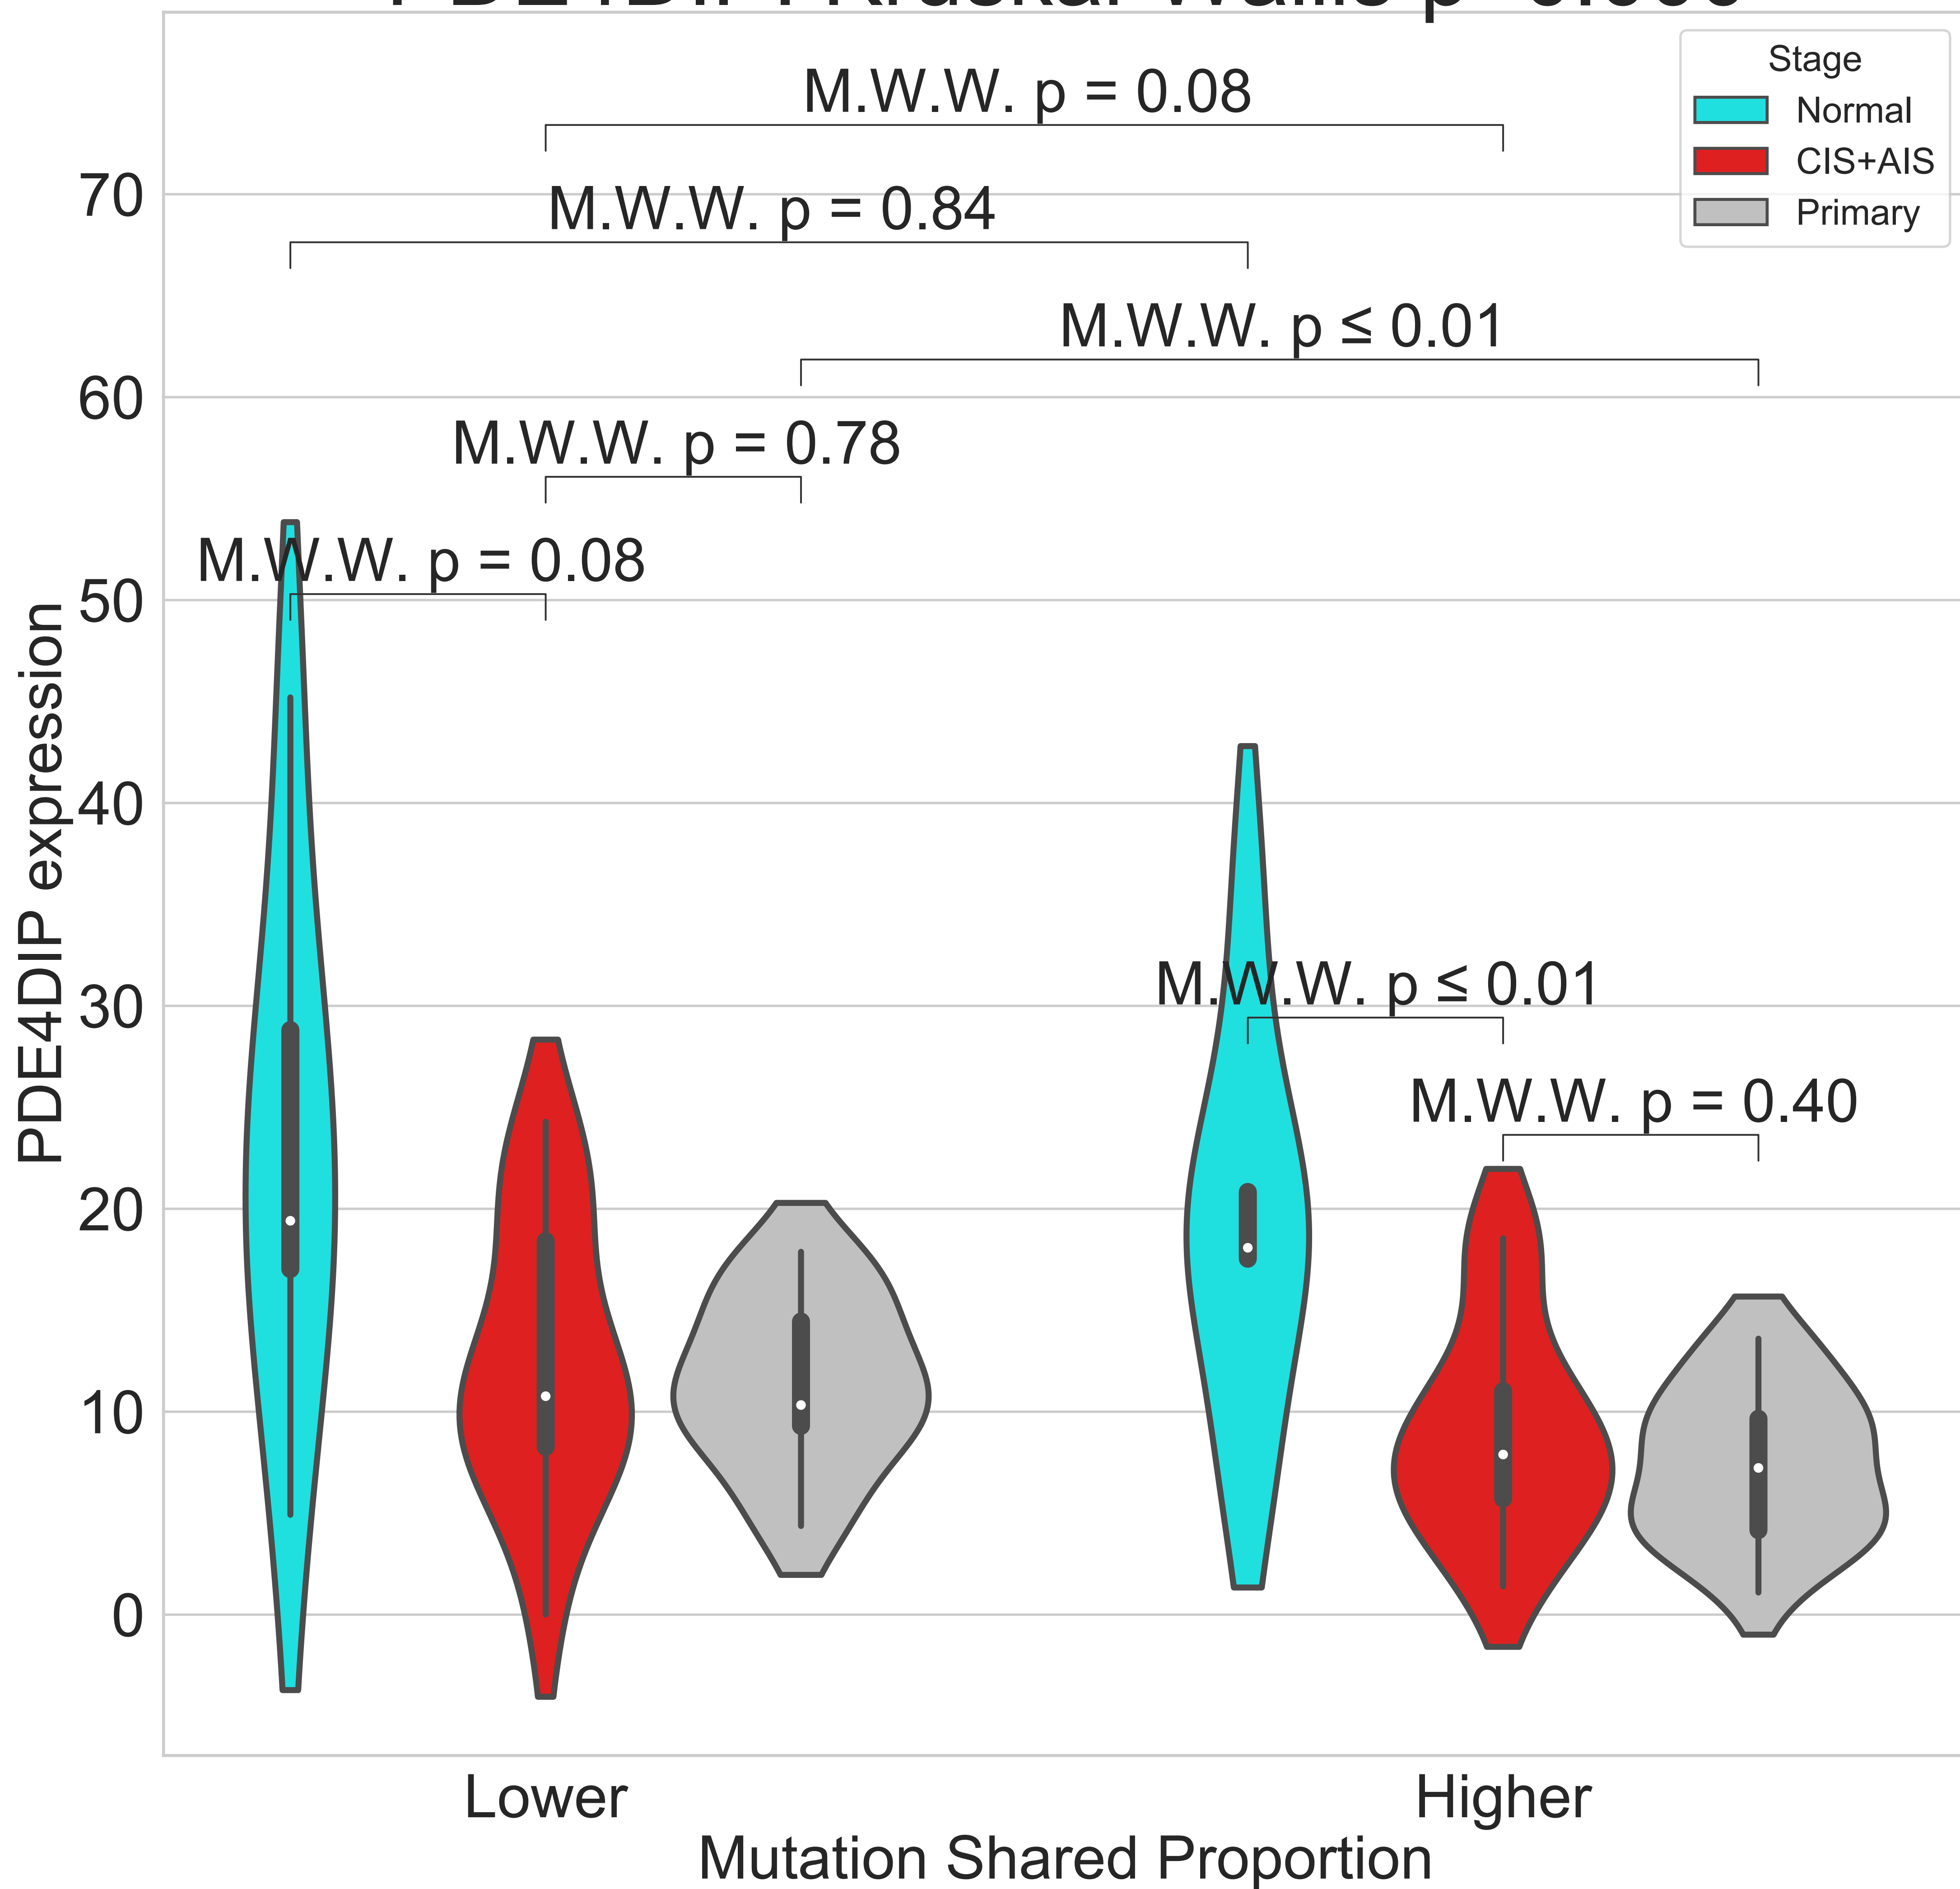 Stage
Normal
CIS+AIS
Primary
M.W.W. p = 0.08
M.W.W. p = 0.84
M.W.W. p ≤ 0.01
M.W.W. p = 0.78
M.W.W. p = 0.08
M.W.W. p ≤ 0.01
M.W.W. p = 0.40
70
60
50
40
30
20
10
0
PDE4DIP expression
Lower
Higher
Mutation Shared Proportion